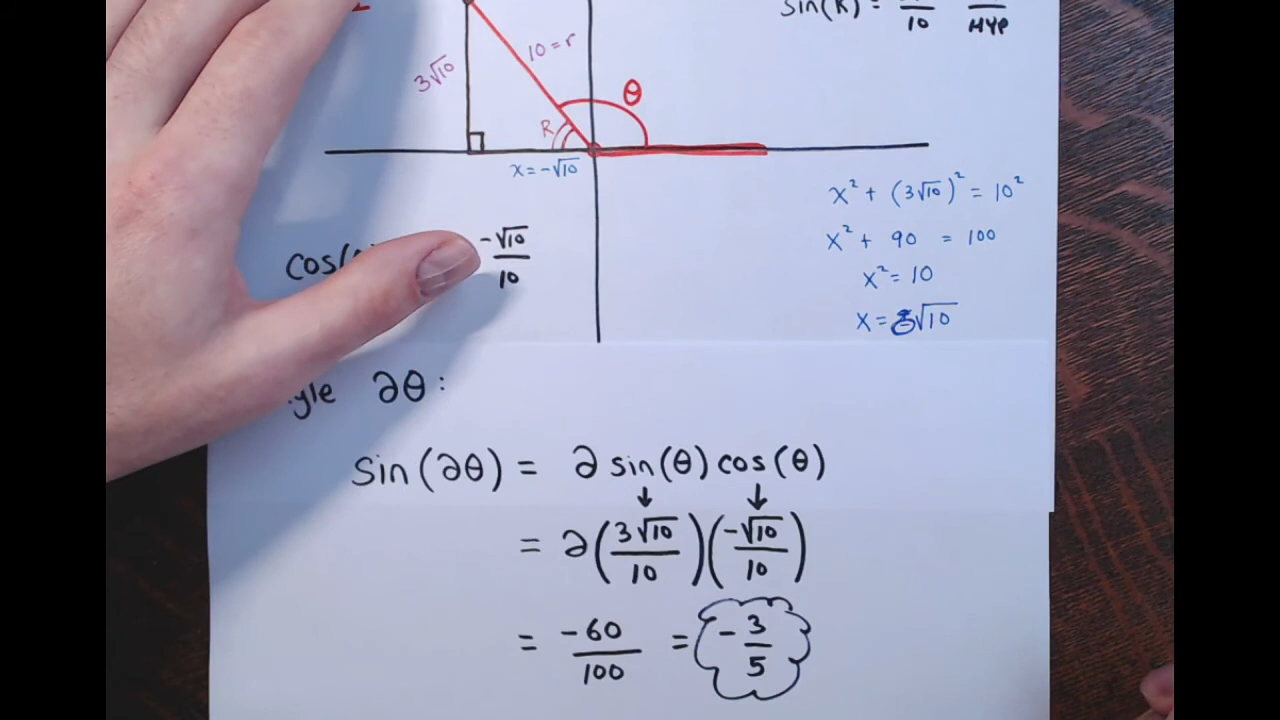 sin(R) =
10 HYP
3√10
10 = r
θ
R
x = -√10
x² + (3√10)² = 10²
x² + 90 = 100
x² = 10
x = √10
cos(
-√10
10
gle 2θ:
sin(2θ) = 2 sin(θ) cos(θ)
↓ ↓
= 2(3√10/10)(-√10/10)
= -60/100 = -3/5